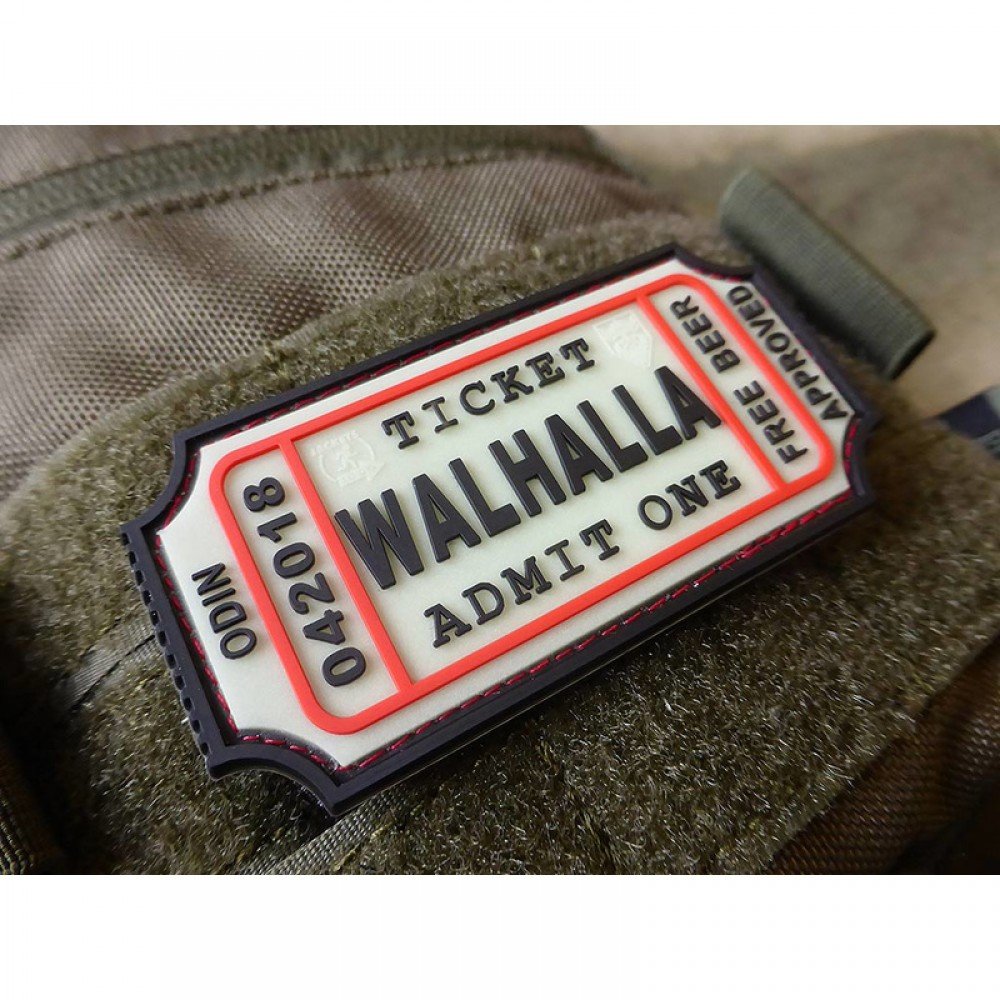 ODIN
042018
TICKET
WALHALLA
ADMIT ONE
FREE BEER
APPROVED